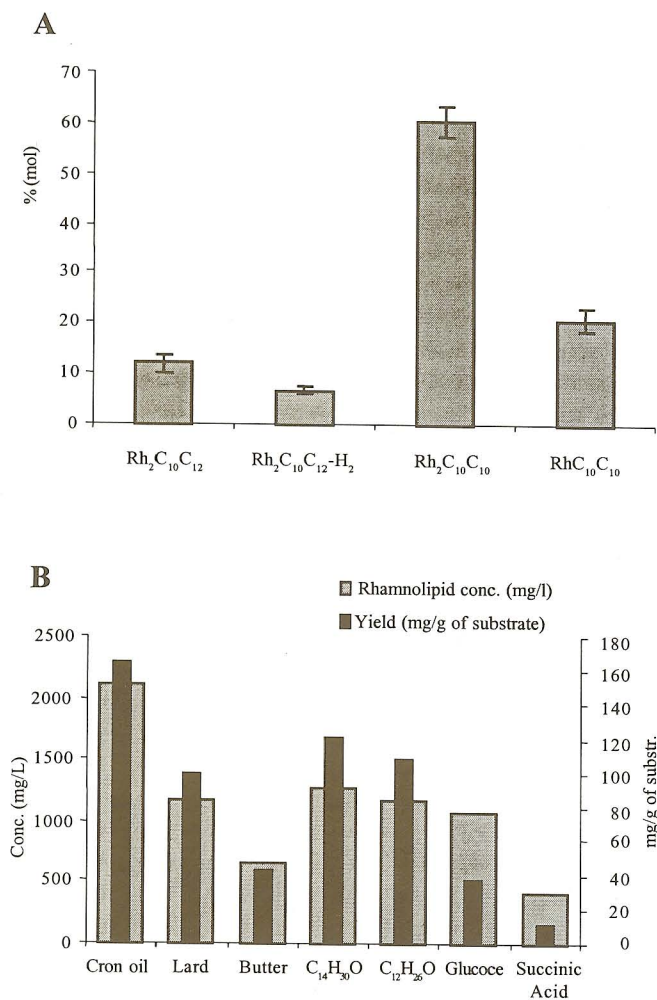 A
70
60
50
40
30
20
10
0
% (mol)
Rh₂C₁₀C₁₂
Rh₂C₁₀C₁₂-H₂
Rh₂C₁₀C₁₀
RhC₁₀C₁₀
B
Rhamnolipid conc. (mg/l)
Yield (mg/g of substrate)
2500
2000
1500
1000
500
0
Conc. (mg/L)
180
160
140
120
100
80
60
40
20
0
mg/g of substr.
Cron oil
Lard
Butter
C₁₄H₃₀O
C₁₂H₂₆O
Glucoce
Succinic
Acid